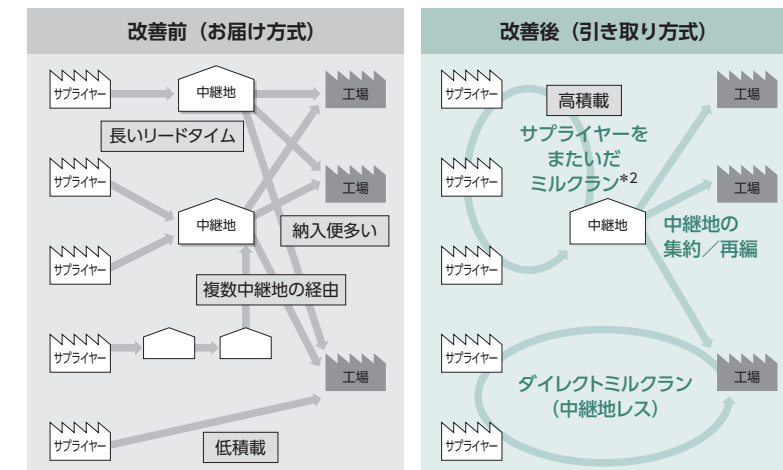 改善前（お届け方式）
サプライヤー
中継地
工場
長いリードタイム
サプライヤー
工場
中継地
納入便多い
サプライヤー
複数中継地の経由
サプライヤー
工場
サプライヤー
低積載
改善後（引き取り方式）
サプライヤー
高積載
工場
サプライヤーを
またいだ
ミルクラン*2
サプライヤー
工場
中継地
中継地の
集約／再編
サプライヤー
サプライヤー
工場
ダイレクトミルクラン
（中継地レス）
サプライヤー